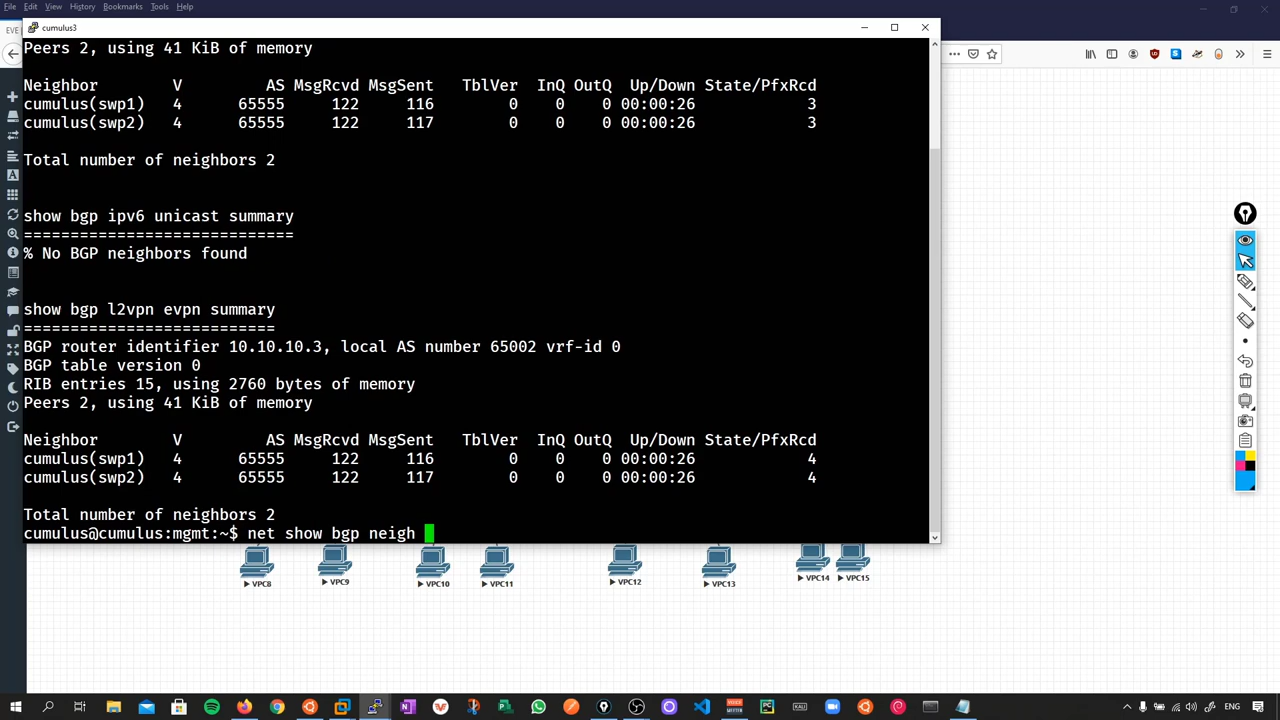 File Edit View History Bookmarks Tools Help
EVE
cumulus3
Peers 2, using 41 KiB of memory
Neighbor V AS MsgRcvd MsgSent TblVer InQ OutQ Up/Down State/PfxRcd
cumulus(swp1) 4 65555 122 116 0 0 0 00:00:26 3
cumulus(swp2) 4 65555 122 117 0 0 0 00:00:26 3
Total number of neighbors 2
show bgp ipv6 unicast summary
=============================
% No BGP neighbors found
show bgp l2vpn evpn summary
===========================
BGP router identifier 10.10.10.3, local AS number 65002 vrf-id 0
BGP table version 0
RIB entries 15, using 2760 bytes of memory
Peers 2, using 41 KiB of memory
Neighbor V AS MsgRcvd MsgSent TblVer InQ OutQ Up/Down State/PfxRcd
cumulus(swp1) 4 65555 122 116 0 0 0 00:00:26 4
cumulus(swp2) 4 65555 122 117 0 0 0 00:00:26 4
Total number of neighbors 2
cumulus@cumulus:mgmt:~$ net show bgp neigh
VPC8 VPC9 VPC10 VPC11 VPC12 VPC13 VPC14 VPC15
ENG